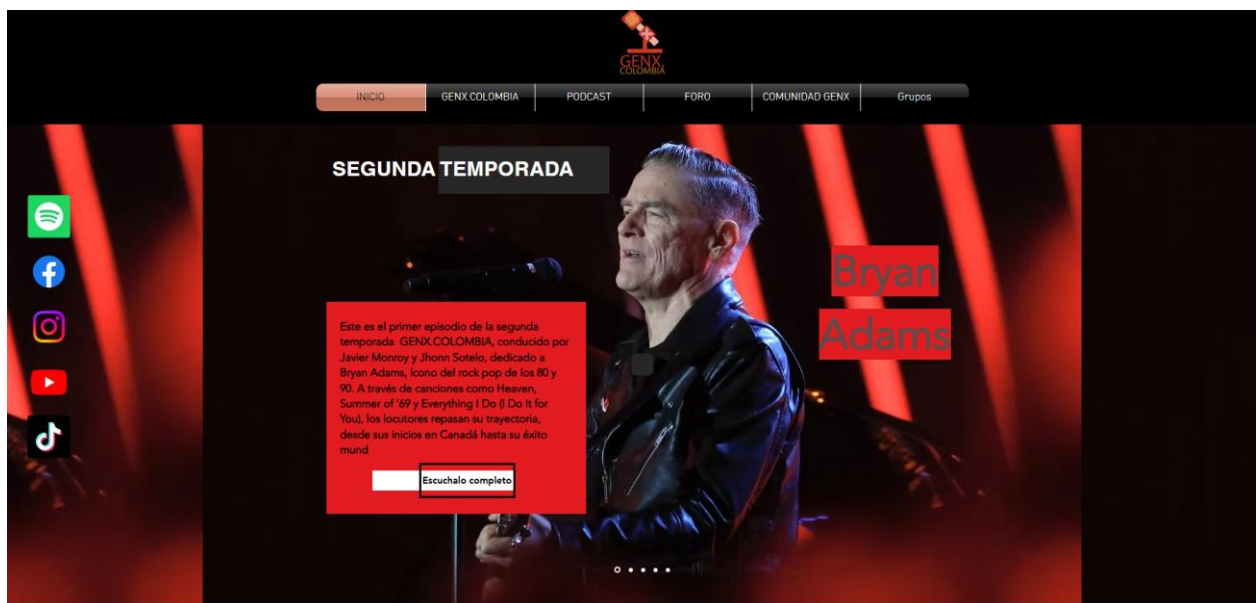 GENX.
COLOMBIA
INICIO
GENX.COLOMBIA
PODCAST
FORO
COMUNIDAD GENX
Grupos
SEGUNDA TEMPORADA
Bryan
Adams
Este es el primer episodio de la segunda
temporada GENX.COLOMBIA, conducido por
Javier Monroy y Jhonn Sotelo, dedicado a
Bryan Adams, ícono del rock pop de los 80 y
90. A través de canciones como Heaven,
Summer of ’69 y Everything I Do (I Do It for
You), los locutores repasan su trayectoria,
desde sus inicios en Canadá hasta su éxito
mund
Escuchalo completo